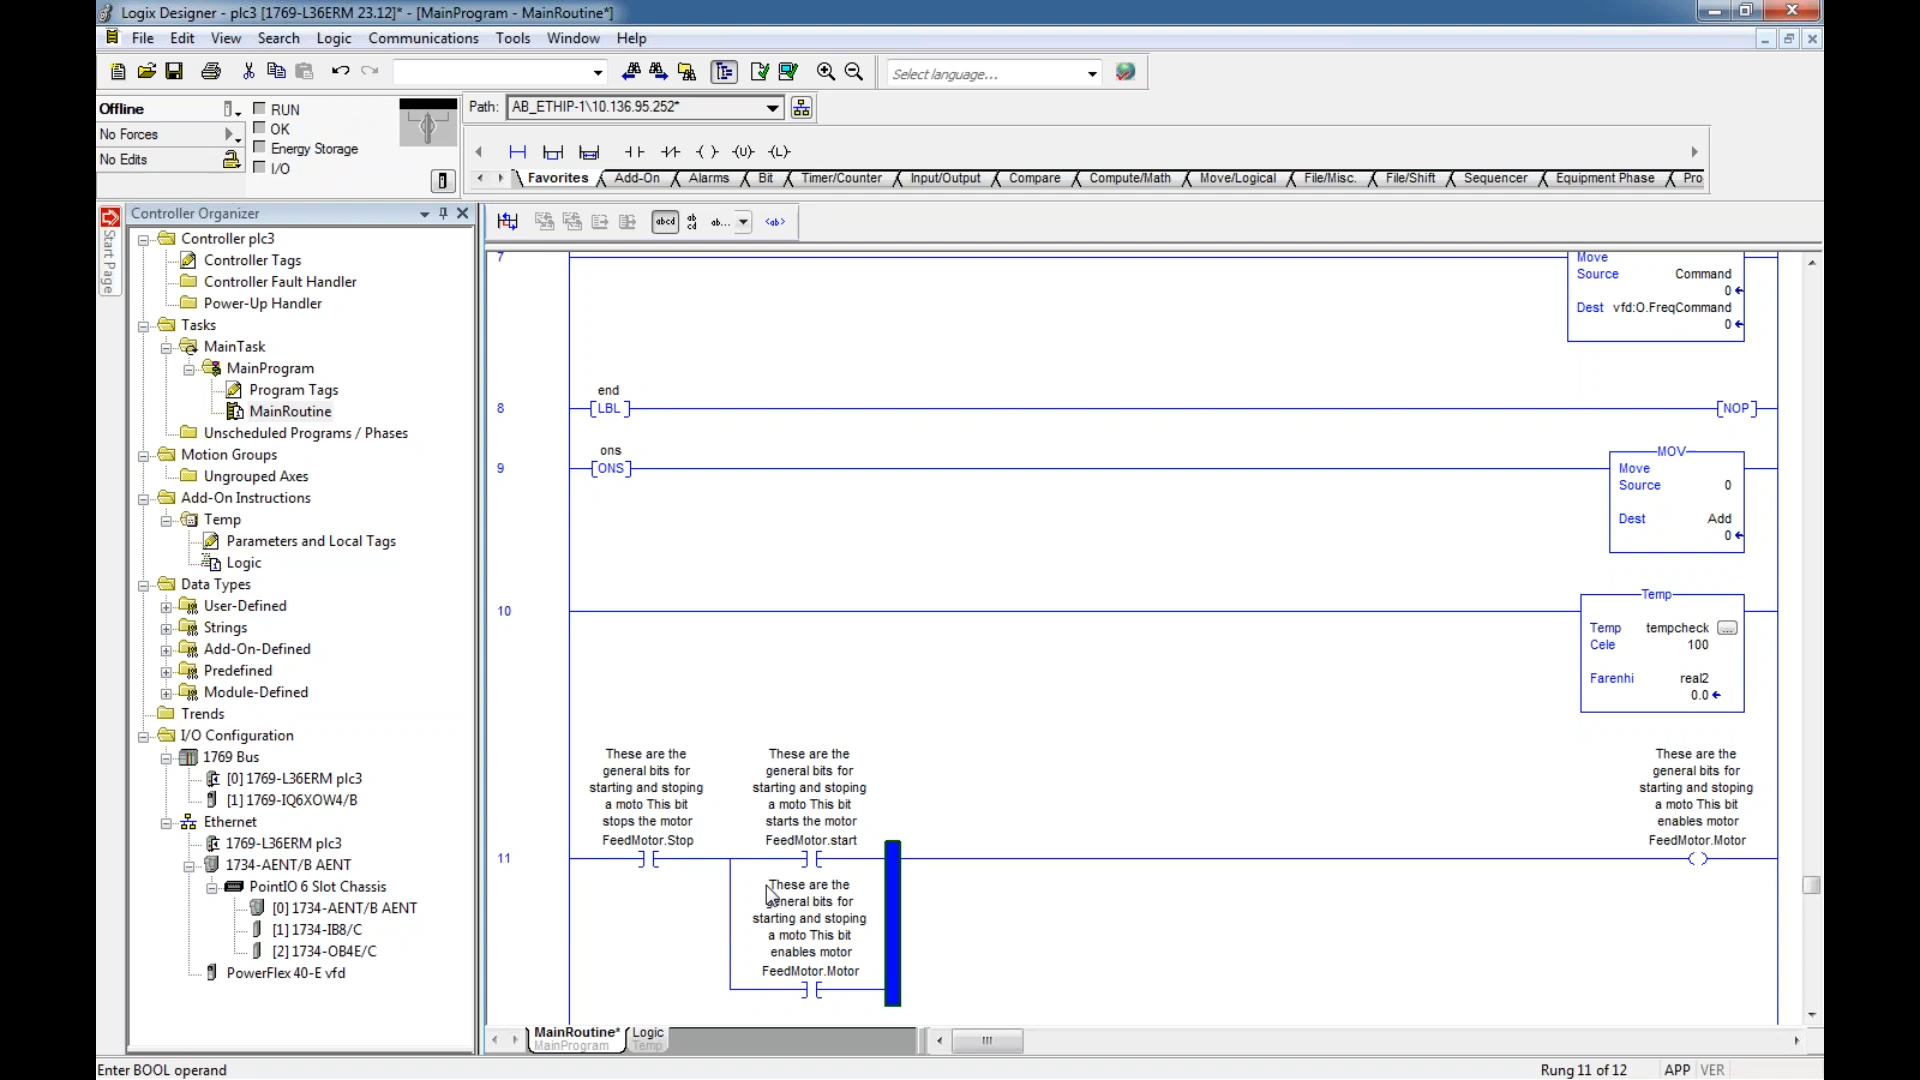 Logix Designer - plc3 [1769-L36ERM 23.12]* - [MainProgram - MainRoutine*]
File Edit View Search Logic Communications Tools Window Help
Select language...
Offline
No Forces
No Edits
RUN
OK
Energy Storage
I/O
Path: AB_ETHIP-1\10.136.95.252*
Favorites Add-On Alarms Bit Timer/Counter Input/Output Compare Compute/Math Move/Logical File/Misc. File/Shift Sequencer Equipment Phase Pro
Start Page
Controller Organizer
Controller plc3
Controller Tags
Controller Fault Handler
Power-Up Handler
Tasks
MainTask
MainProgram
Program Tags
MainRoutine
Unscheduled Programs / Phases
Motion Groups
Ungrouped Axes
Add-On Instructions
Temp
Parameters and Local Tags
Logic
Data Types
User-Defined
Strings
Add-On-Defined
Predefined
Module-Defined
Trends
I/O Configuration
1769 Bus
[0] 1769-L36ERM plc3
[1] 1769-IQ6XOW4/B
Ethernet
1769-L36ERM plc3
1734-AENT/B AENT
PointIO 6 Slot Chassis
[0] 1734-AENT/B AENT
[1] 1734-IB8/C
[2] 1734-OB4E/C
PowerFlex 40-E vfd
abcd
ab
cd
ab...
<ab>
7
Move
Source Command
0
Dest vfd:O.FreqCommand
0
8
end
LBL
NOP
9
ons
ONS
MOV
Move
Source 0
Dest Add
0
10
Temp
Temp tempcheck ...
Cele 100
Farenhi real2
0.0
11
These are the
general bits for
starting and stoping
a moto This bit
stops the motor
FeedMotor.Stop
These are the
general bits for
starting and stoping
a moto This bit
starts the motor
FeedMotor.start
These are the
general bits for
starting and stoping
a moto This bit
enables motor
FeedMotor.Motor
These are the
general bits for
starting and stoping
a moto This bit
enables motor
FeedMotor.Motor
MainRoutine*
MainProgram
Logic
Temp
Enter BOOL operand
Rung 11 of 12
APP VER